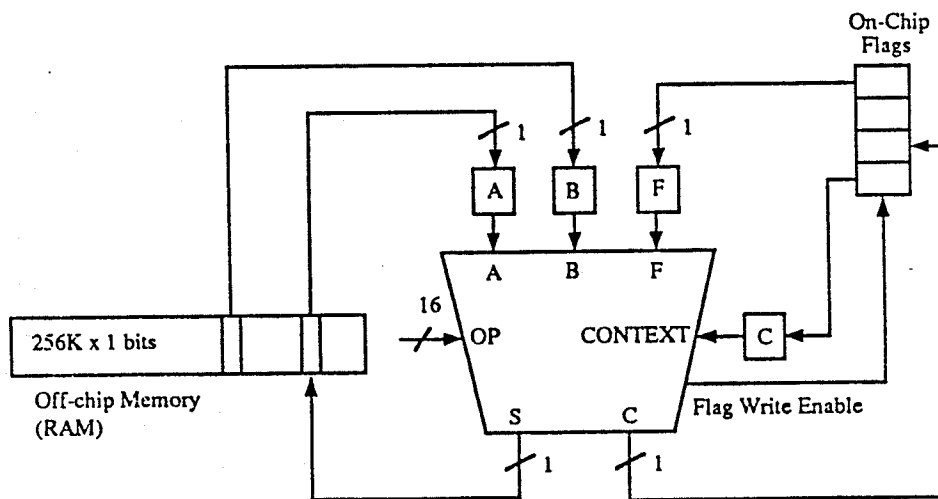 On-Chip
Flags
1
1
1
A
B
F
A
B
F
16
256K x 1 bits
OP
CONTEXT
C
Off-chip Memory
(RAM)
Flag Write Enable
S
C
1
1